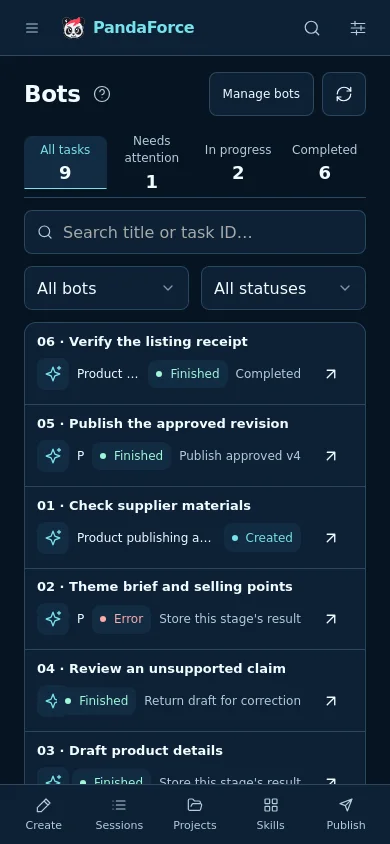 PandaForce
Bots
Manage bots
All tasks
9
Needs
attention
1
In progress
2
Completed
6
Search title or task ID...
All bots
All statuses
06 · Verify the listing receipt
Product ... Finished Completed
05 · Publish the approved revision
P Finished Publish approved v4
01 · Check supplier materials
Product publishing a... Created
02 · Theme brief and selling points
P Error Store this stage's result
04 · Review an unsupported claim
Finished Return draft for correction
03 · Draft product details
Finished Store this stage's result
Create Sessions Projects Skills Publish